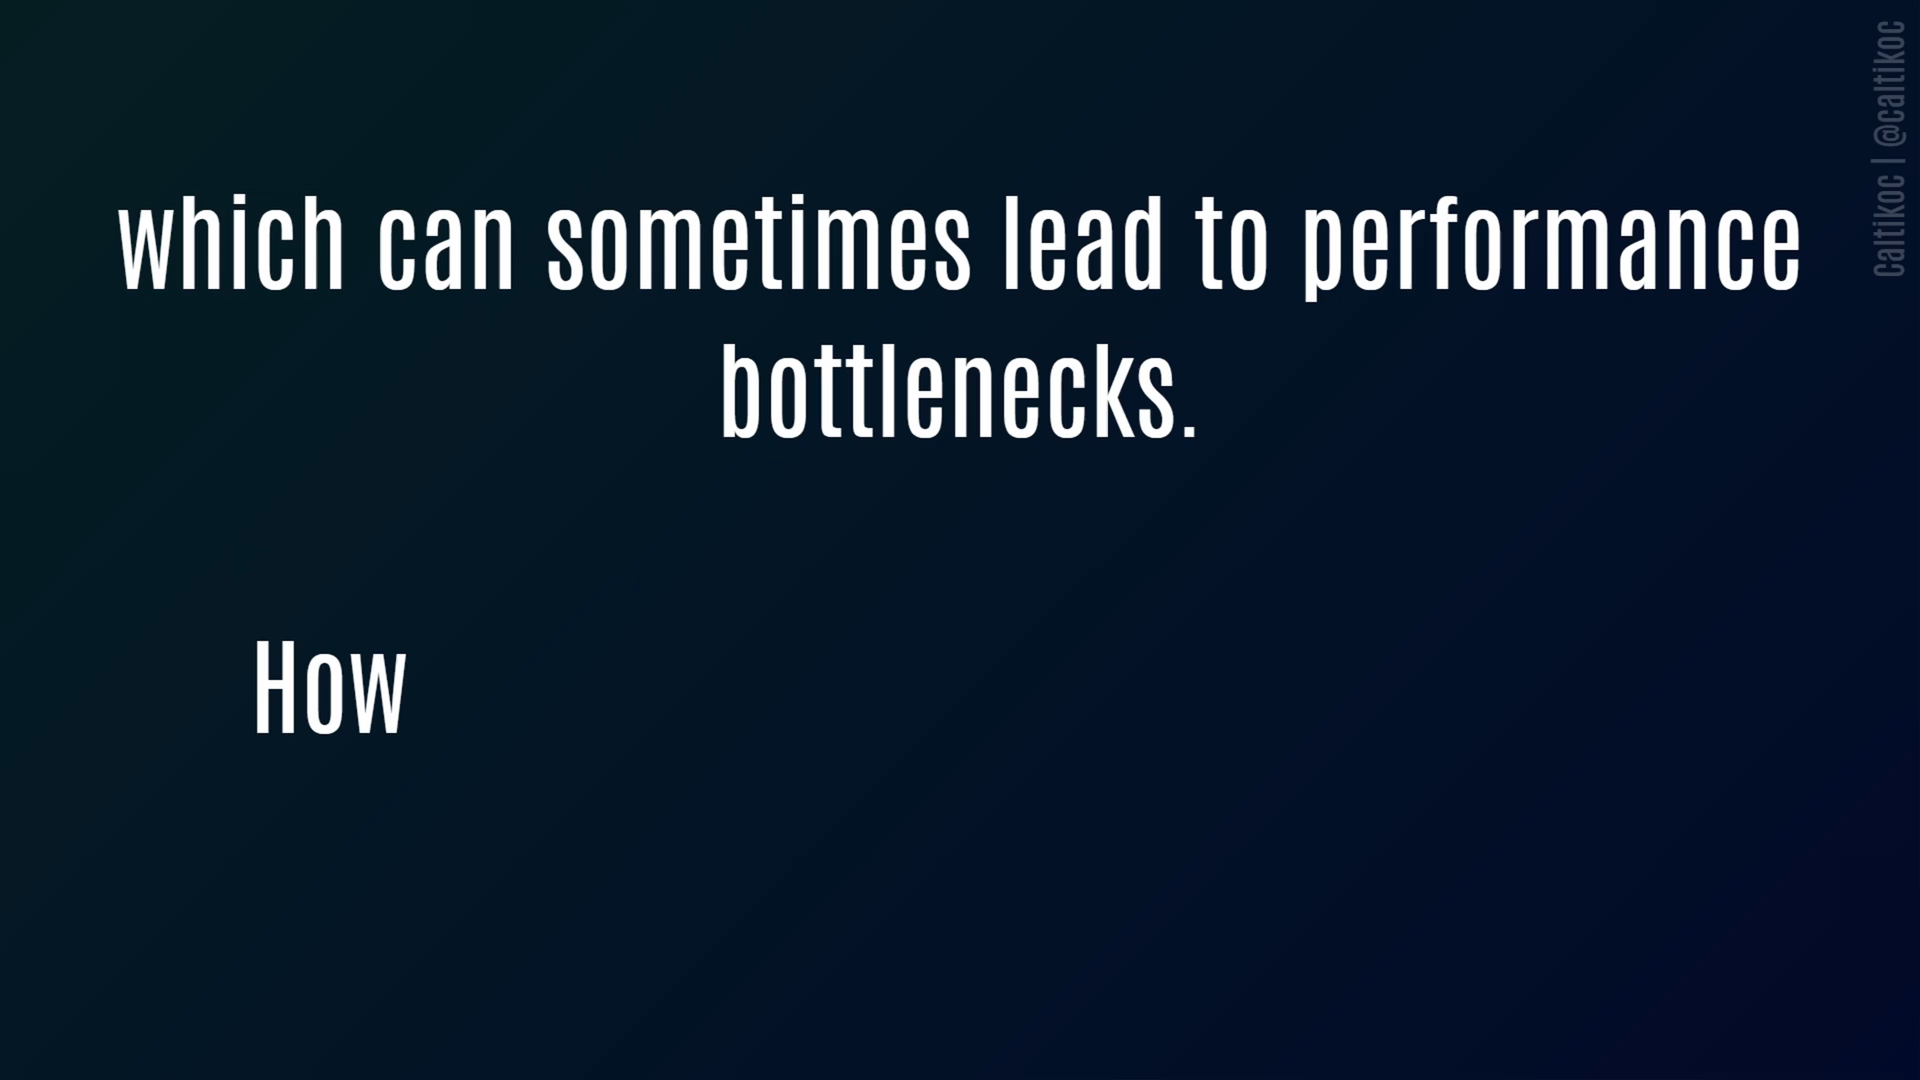 which can sometimes lead to performance
bottlenecks.
How
caltikoc | @caltikoc